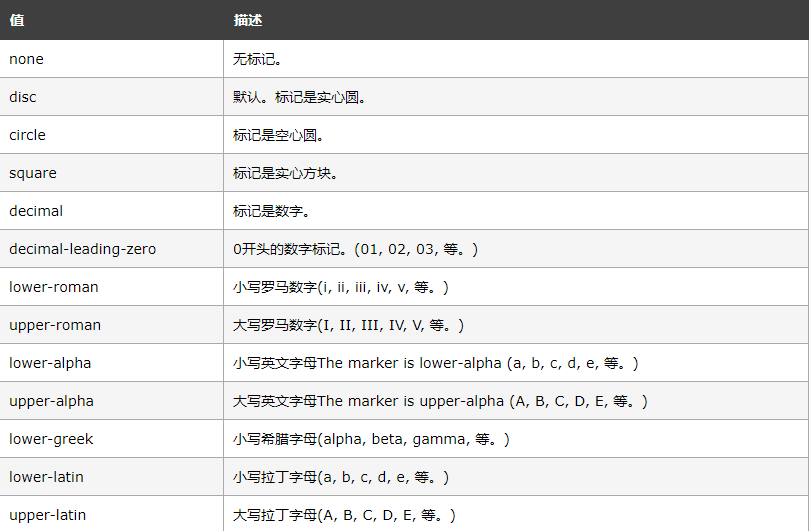 值 描述
none 无标记。
disc 默认。标记是实心圆。
circle 标记是空心圆。
square 标记是实心方块。
decimal 标记是数字。
decimal-leading-zero 0开头的数字标记。(01, 02, 03, 等。)
lower-roman 小写罗马数字(i, ii, iii, iv, v, 等。)
upper-roman 大写罗马数字(I, II, III, IV, V, 等。)
lower-alpha 小写英文字母The marker is lower-alpha (a, b, c, d, e, 等。)
upper-alpha 大写英文字母The marker is upper-alpha (A, B, C, D, E, 等。)
lower-greek 小写希腊字母(alpha, beta, gamma, 等。)
lower-latin 小写拉丁字母(a, b, c, d, e, 等。)
upper-latin 大写拉丁字母(A, B, C, D, E, 等。)